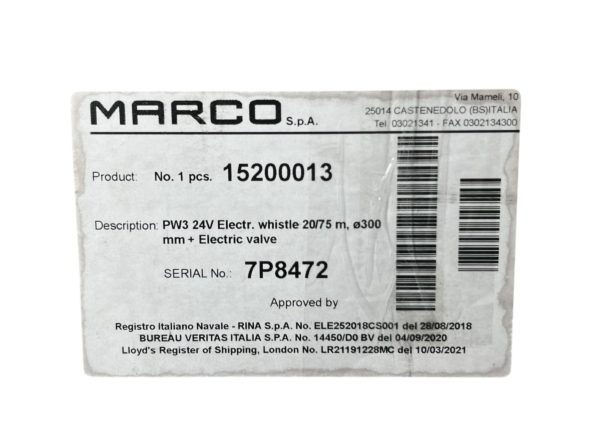 MARCO S.p.A.
Via Mameli, 10
25014 CASTENEDOLO (BS)ITALIA
Tel. 03021341 - FAX 0302134300
Product: No. 1 pcs. 15200013
Description: PW3 24V Electr. whistle 20/75 m, ø300
mm + Electric valve
SERIAL No.: 7P8472
Approved by
Registro Italiano Navale - RINA S.p.A. No. ELE252018CS001 del 28/08/2018
BUREÀU VERITAS ITALIA S.P.A. No. 14450/D0 BV del 04/09/2020
Lloyd's Register of Shipping, London No. LR21191228MC del 10/03/2021